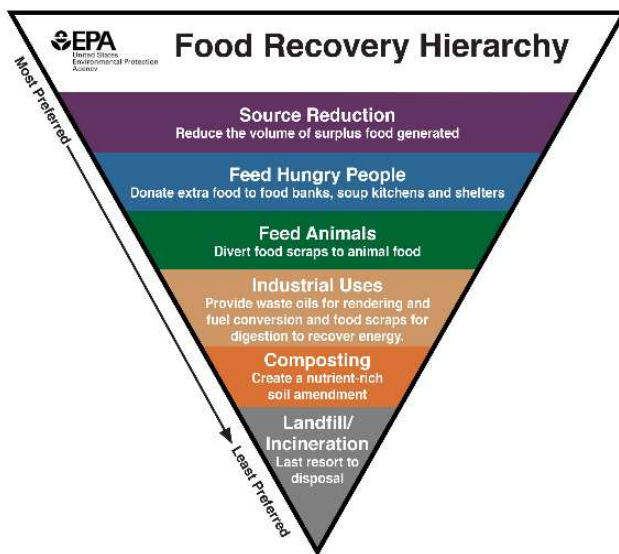 EPA
United States
Environmental Protection
Agency
Food Recovery Hierarchy
Most Preferred
Source Reduction
Reduce the volume of surplus food generated
Feed Hungry People
Donate extra food to food banks, soup kitchens and shelters
Feed Animals
Divert food scraps to animal food
Industrial Uses
Provide waste oils for rendering and
fuel conversion and food scraps for
digestion to recover energy.
Composting
Create a nutrient-rich
soil amendment
Landfill/
Incineration
Last resort to
disposal
Least Preferred